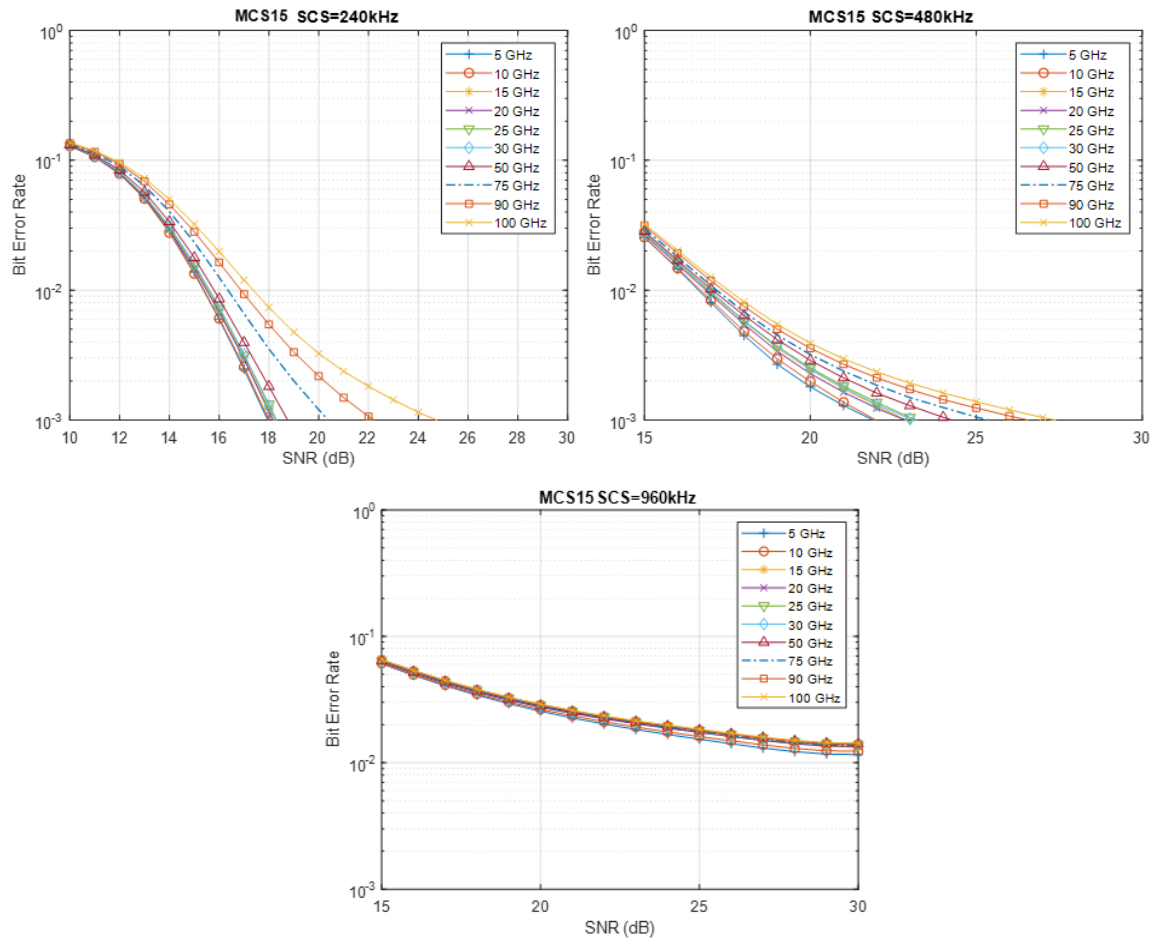 MCS15 SCS=240kHz
10^0
10^-1
10^-2
10^-3
Bit Error Rate
10 12 14 16 18 20 22 24 26 28 30
SNR (dB)
5 GHz
10 GHz
15 GHz
20 GHz
25 GHz
30 GHz
50 GHz
75 GHz
90 GHz
100 GHz
MCS15 SCS=480kHz
10^0
10^-1
10^-2
10^-3
Bit Error Rate
15 20 25 30
SNR (dB)
5 GHz
10 GHz
15 GHz
20 GHz
25 GHz
30 GHz
50 GHz
75 GHz
90 GHz
100 GHz
MCS15 SCS=960kHz
10^0
10^-1
10^-2
10^-3
Bit Error Rate
15 20 25 30
SNR (dB)
5 GHz
10 GHz
15 GHz
20 GHz
25 GHz
30 GHz
50 GHz
75 GHz
90 GHz
100 GHz